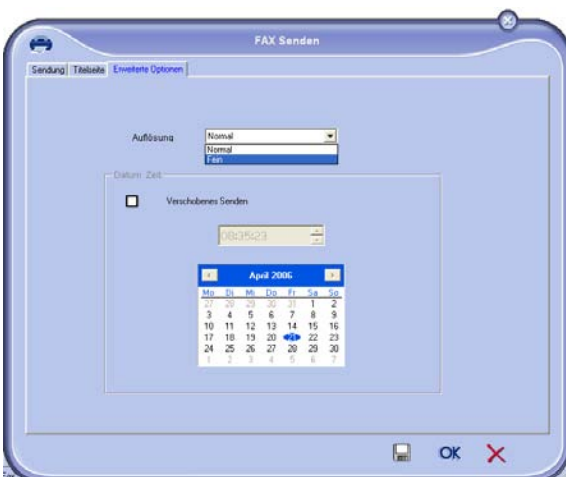 FAX Senden
Sendung Titelseite Erweiterte Optionen
Auflösung Normal
Normal
Fein
Datum Zeit
Verschobenes Senden
08:35:23
April 2006
Mo Di Mi Do Fr Sa So
27 28 29 30 31 1 2
3 4 5 6 7 8 9
10 11 12 13 14 15 16
17 18 19 20 21 22 23
24 25 26 27 28 29 30
1 2 3 4 5 6 7
OK